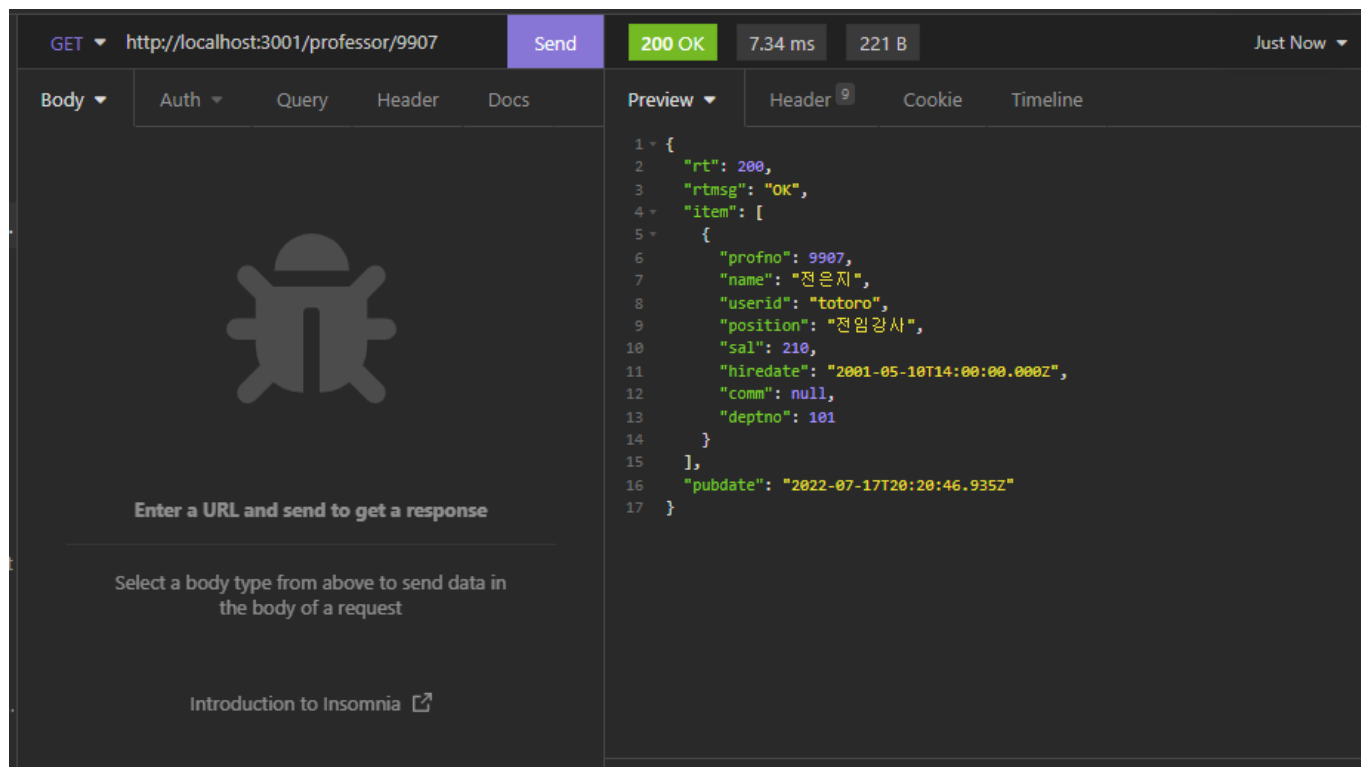 GET http://localhost:3001/professor/9907 Send
200 OK 7.34 ms 221 B Just Now
Body Auth Query Header Docs
Preview Header 9 Cookie Timeline
1 {
2 "rt": 200,
3 "rtmsg": "OK",
4 "item": [
5 {
6 "profno": 9907,
7 "name": "전은지",
8 "userid": "totoro",
9 "position": "전임강사",
10 "sal": 210,
11 "hiredate": "2001-05-10T14:00:00.000Z",
12 "comm": null,
13 "deptno": 101
14 }
15 ],
16 "pubdate": "2022-07-17T20:20:46.935Z"
17 }
Enter a URL and send to get a response
Select a body type from above to send data in
the body of a request
Introduction to Insomnia